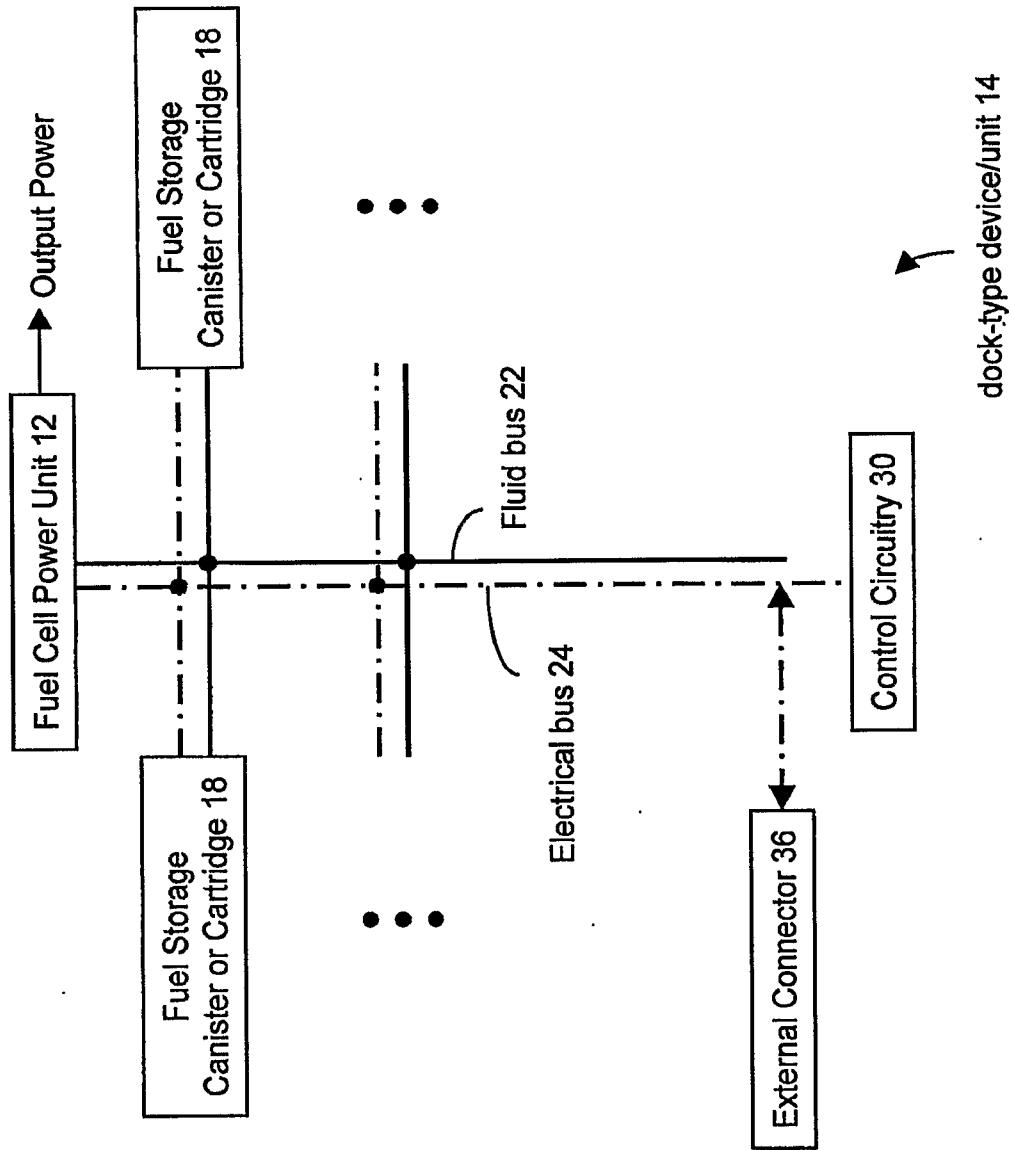 Fuel Cell Power Unit 12
Output Power
Fuel Storage
Canister or Cartridge 18
Fuel Storage
Canister or Cartridge 18
Fluid bus 22
Electrical bus 24
External Connector 36
Control Circuitry 30
dock-type device/unit 14